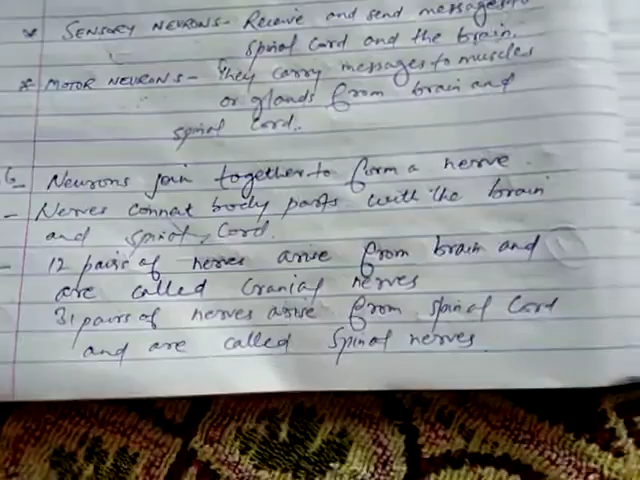 * SENSORY NEURONS - Receive and send messages to
spinal cord and the brain.
* MOTOR NEURONS - They carry messages to muscles
or glands from brain and
spinal cord.
6- Neurons join together to form a nerve.
- Nerves connat body parts with the brain
and spinal cord.
- 12 pairs of nerves arise from brain and
are called Cranial nerves
31 pairs of nerves arise from spinal Cord
and are called Spinal nerves